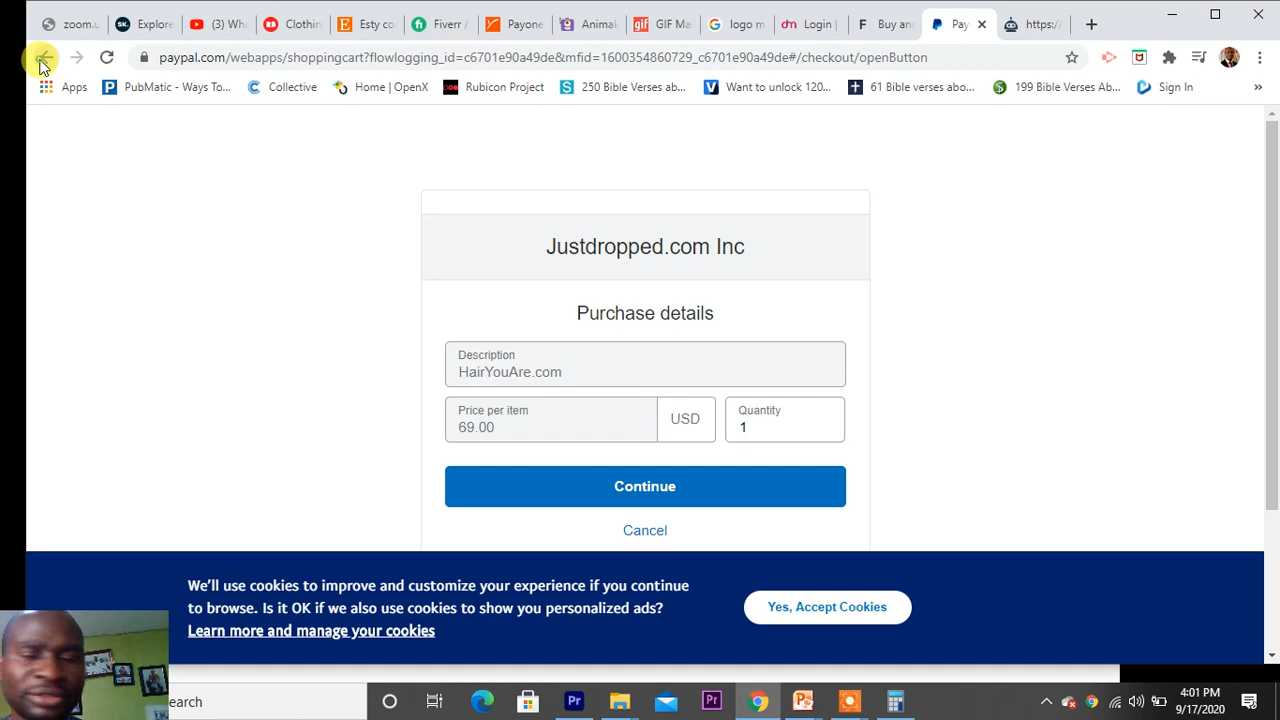 zoom.u
Explore
(3) Wha
Clothin
Esty co
Fiverr /
Payone
Animak
GIF Ma
logo m
Login |
Buy an
Pay
https:/
paypal.com/webapps/shoppingcart?flowlogging_id=c6701e90a49de&mfid=1600354860729_c6701e90a49de#/checkout/openButton
Apps
PubMatic - Ways To...
Collective
Home | OpenX
Rubicon Project
250 Bible Verses ab...
Want to unlock 120...
61 Bible verses abo...
199 Bible Verses Ab...
Sign In
»
Justdropped.com Inc
Purchase details
Description
HairYouAre.com
Price per item
69.00
USD
Quantity
1
Continue
Cancel
We'll use cookies to improve and customize your experience if you continue
to browse. Is it OK if we also use cookies to show you personalized ads?
Learn more and manage your cookies
Yes, Accept Cookies
earch
4:01 PM
9/17/2020